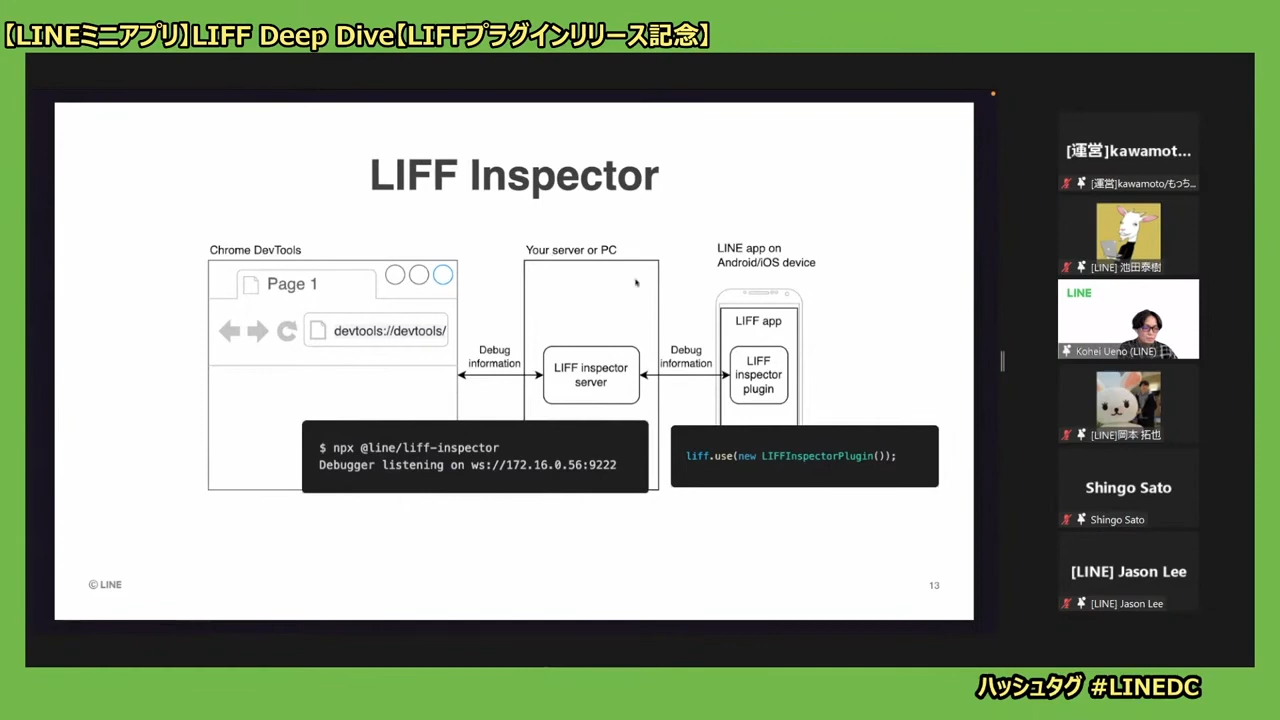 【LINEミニアプリ】LIFF Deep Dive【LIFFプラグインリリース記念】
LIFF Inspector
Chrome DevTools
Page 1
devtools://devtools/
Your server or PC
LINE app on
Android/iOS device
Debug
information
LIFF inspector
server
Debug
information
LIFF app
LIFF
inspector
plugin
$ npx @line/liff-inspector
Debugger listening on ws://172.16.0.56:9222
liff.use(new LIFFInspectorPlugin());
© LINE
13
[運営]kawamot...
[運営]kawamoto/もっち...
[LINE] 池田泰樹
LINE
Kohei Ueno (LINE)
[LINE]岡本 拓也
Shingo Sato
Shingo Sato
[LINE] Jason Lee
[LINE] Jason Lee
ハッシュタグ #LINEDC